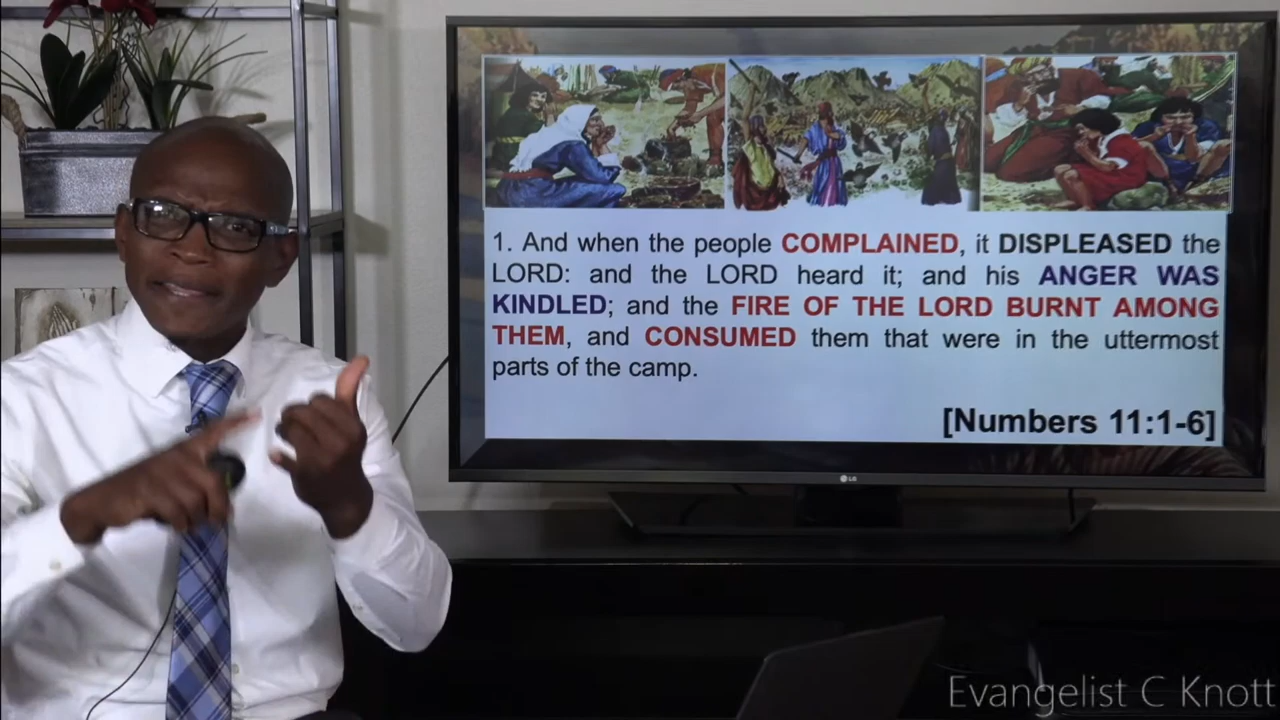 1. And when the people COMPLAINED, it DISPLEASED the
LORD: and the LORD heard it; and his ANGER WAS
KINDLED; and the FIRE OF THE LORD BURNT AMONG
THEM, and CONSUMED them that were in the uttermost
parts of the camp.
[Numbers 11:1-6]
LG
Evangelist C Knott